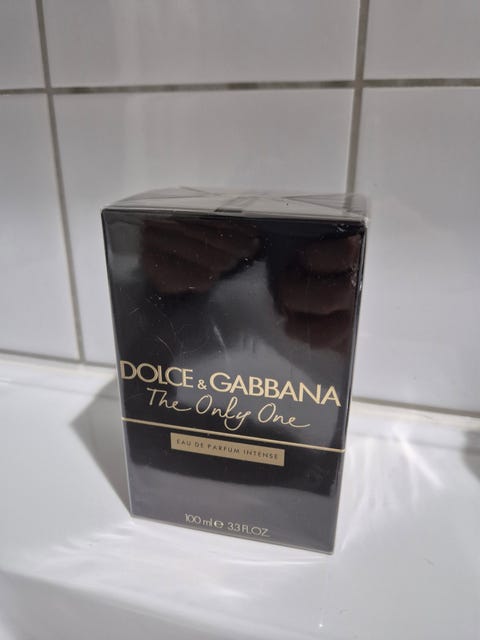 DOLCE & GABBANA
The Only One
EAU DE PARFUM INTENSE
100 ml ℮ 3.3 FL.OZ.